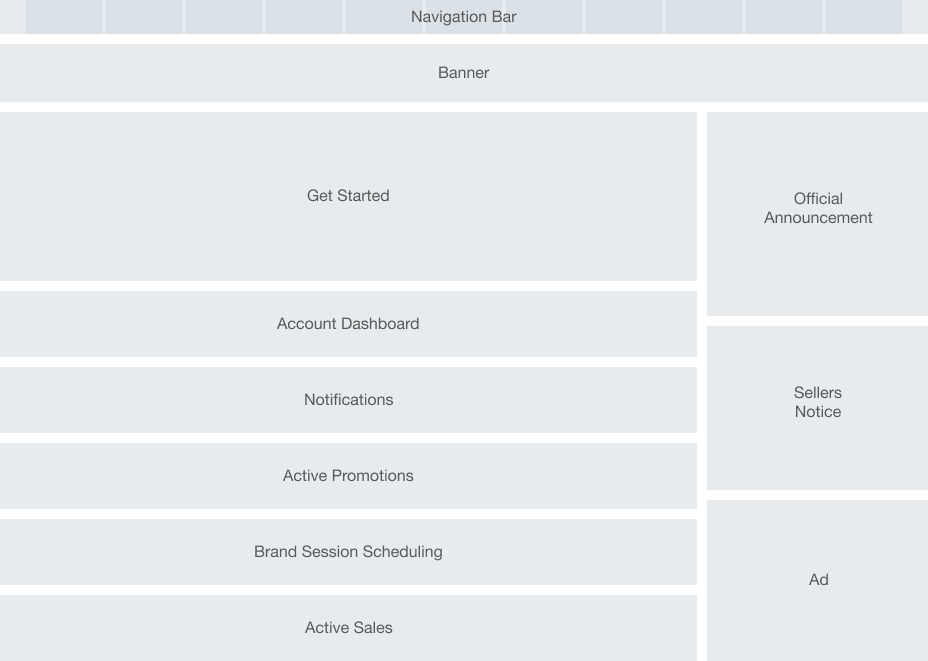 Navigation Bar
Banner
Get Started
Account Dashboard
Notifications
Active Promotions
Brand Session Scheduling
Active Sales
Official
Announcement
Sellers
Notice
Ad